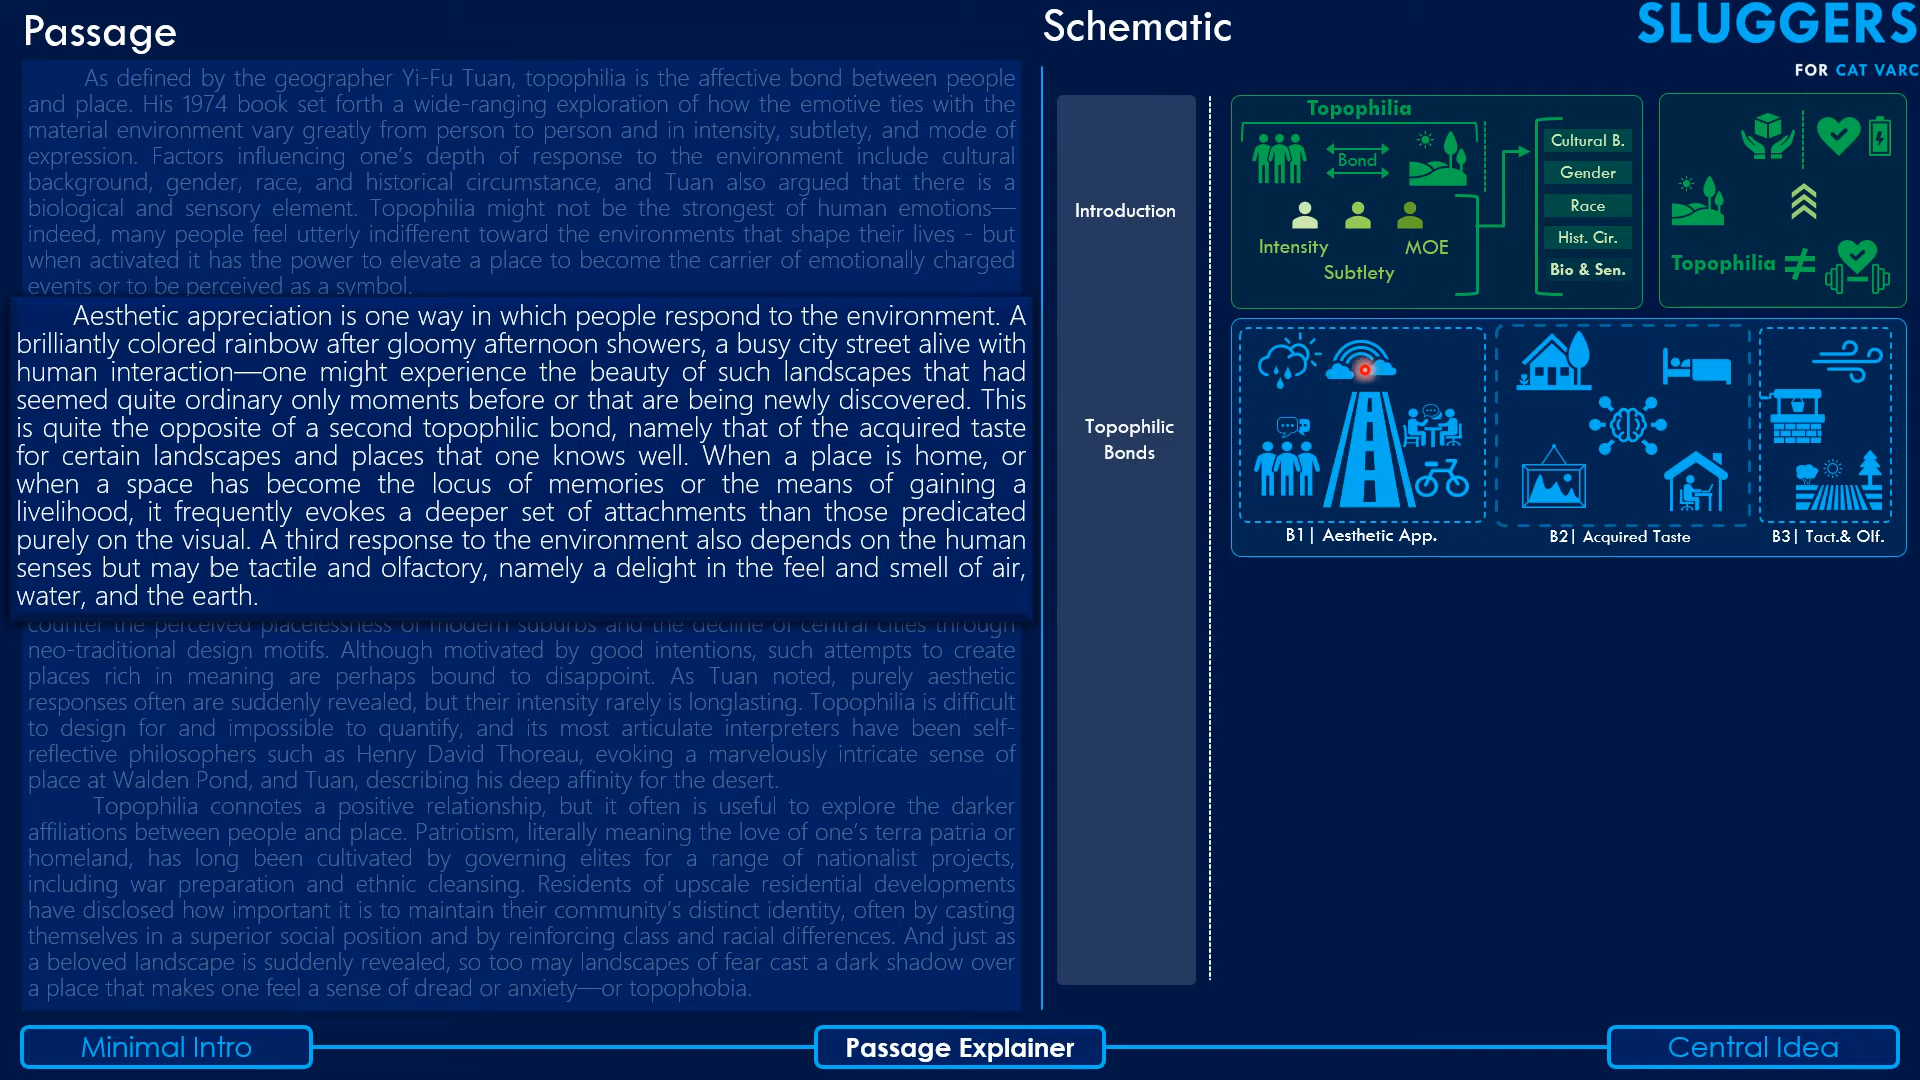 Passage
As defined by the geographer Yi-Fu Tuan, topophilia is the affective bond between people
and place. His 1974 book set forth a wide-ranging exploration of how the emotive ties with the
material environment vary greatly from person to person and in intensity, subtlety, and mode of
expression. Factors influencing one's depth of response to the environment include cultural
background, gender, race, and historical circumstance, and Tuan also argued that there is a
biological and sensory element. Topophilia might not be the strongest of human emotions—
indeed, many people feel utterly indifferent toward the environments that shape their lives - but
when activated it has the power to elevate a place to become the carrier of emotionally charged
events or to be perceived as a symbol.
Aesthetic appreciation is one way in which people respond to the environment. A
brilliantly colored rainbow after gloomy afternoon showers, a busy city street alive with
human interaction—one might experience the beauty of such landscapes that had
seemed quite ordinary only moments before or that are being newly discovered. This
is quite the opposite of a second topophilic bond, namely that of the acquired taste
for certain landscapes and places that one knows well. When a place is home, or
when a space has become the locus of memories or the means of gaining a
livelihood, it frequently evokes a deeper set of attachments than those predicated
purely on the visual. A third response to the environment also depends on the human
senses but may be tactile and olfactory, namely a delight in the feel and smell of air,
water, and the earth.
counter the perceived placelessness of modern suburbs and the decline of central cities through
neo-traditional design motifs. Although motivated by good intentions, such attempts to create
places rich in meaning are perhaps bound to disappoint. As Tuan noted, purely aesthetic
responses often are suddenly revealed, but their intensity rarely is longlasting. Topophilia is difficult
to design for and impossible to quantify, and its most articulate interpreters have been self-
reflective philosophers such as Henry David Thoreau, evoking a marvelously intricate sense of
place at Walden Pond, and Tuan, describing his deep affinity for the desert.
Topophilia connotes a positive relationship, but it often is useful to explore the darker
affiliations between people and place. Patriotism, literally meaning the love of one's terra patria or
homeland, has long been cultivated by governing elites for a range of nationalist projects,
including war preparation and ethnic cleansing. Residents of upscale residential developments
have disclosed how important it is to maintain their community's distinct identity, often by casting
themselves in a superior social position and by reinforcing class and racial differences. And just as
a beloved landscape is suddenly revealed, so too may landscapes of fear cast a dark shadow over
a place that makes one feel a sense of dread or anxiety—or topophobia.
Schematic
SLUGGERS
FOR CAT VARC
Introduction
Topophilic
Bonds
Topophilia
Bond
Intensity
Subtlety
MOE
Cultural B.
Gender
Race
Hist. Cir.
Bio & Sen.
Topophilia ≠
B1| Aesthetic App.
B2| Acquired Taste
B3| Tact.& Olf.
Minimal Intro
Passage Explainer
Central Idea